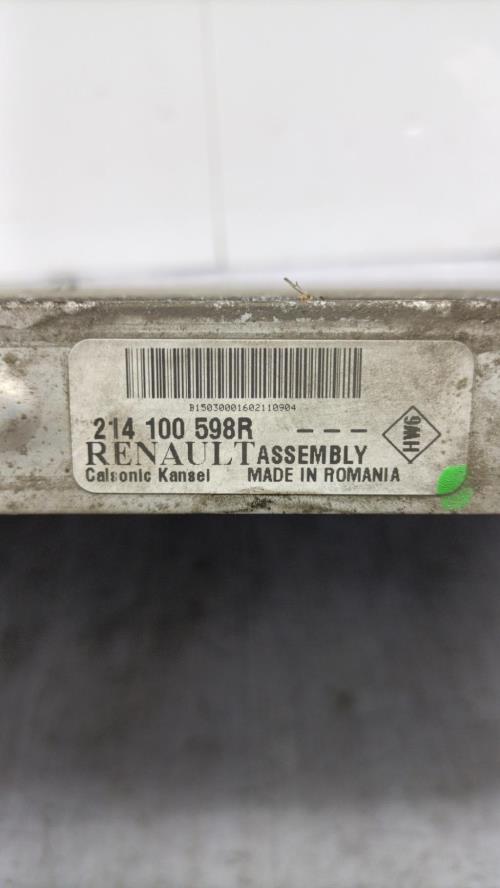 B15030001602110904
214 100 598R - - -
RENAULT ASSEMBLY
Calsonic Kansei MADE IN ROMANIA
HW6